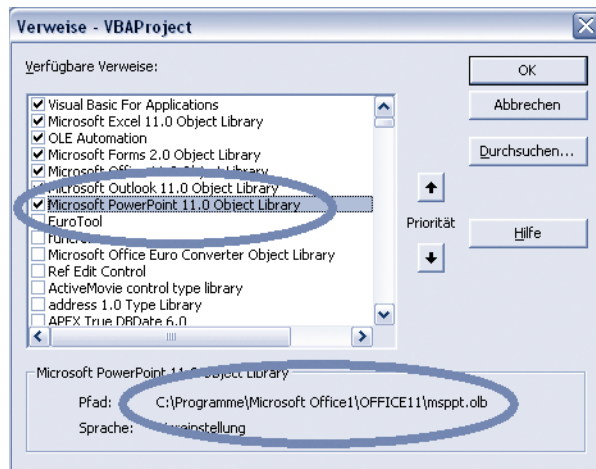 Verweise - VBAProject
Verfügbare Verweise:
OK
Abbrechen
Durchsuchen...
Hilfe
Priorität
Visual Basic For Applications
Microsoft Excel 11.0 Object Library
OLE Automation
Microsoft Forms 2.0 Object Library
Microsoft Object Library
Microsoft Outlook 11.0 Object Library
Microsoft PowerPoint 11.0 Object Library
EuroTool
Microsoft Office Euro Converter Object Library
Ref Edit Control
ActiveMovie control type library
address 1.0 Type Library
APEX True DBDate 6.0
Microsoft PowerPoint 11.0 Object Library
Pfad: C:\Programme\Microsoft Office1\OFFICE11\msppt.olb
Sprache: